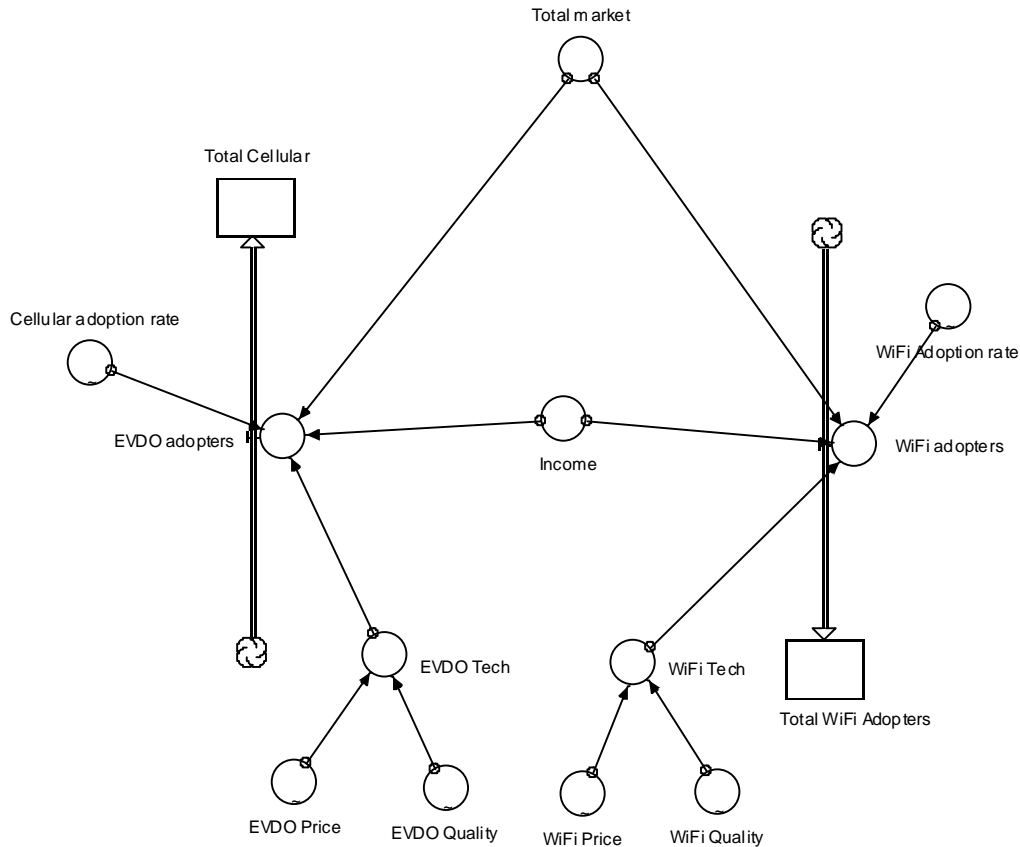 Total market
Total Cellular
Cellular adoption rate
WiFi Adoption rate
EVDO adopters
WiFi adopters
Income
EVDO Tech
WiFi Tech
Total WiFi Adopters
EVDO Price
EVDO Quality
WiFi Price
WiFi Quality